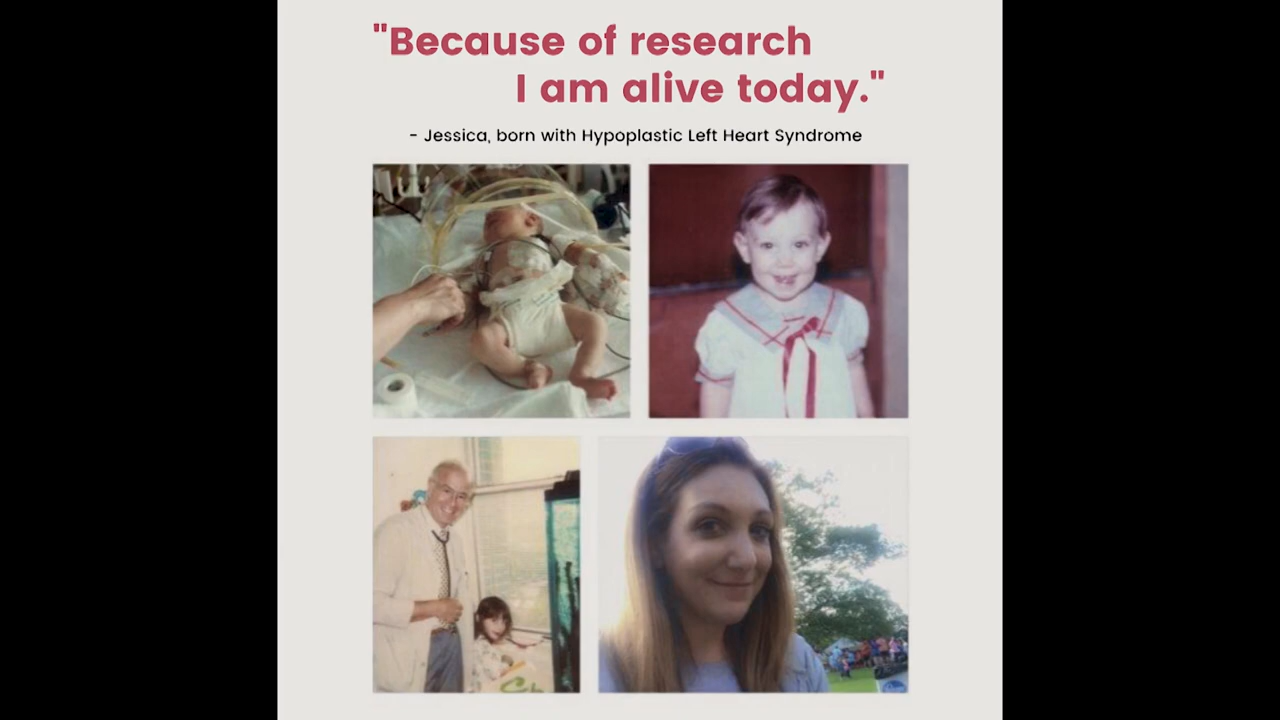 "Because of research
I am alive today."
- Jessica, born with Hypoplastic Left Heart Syndrome